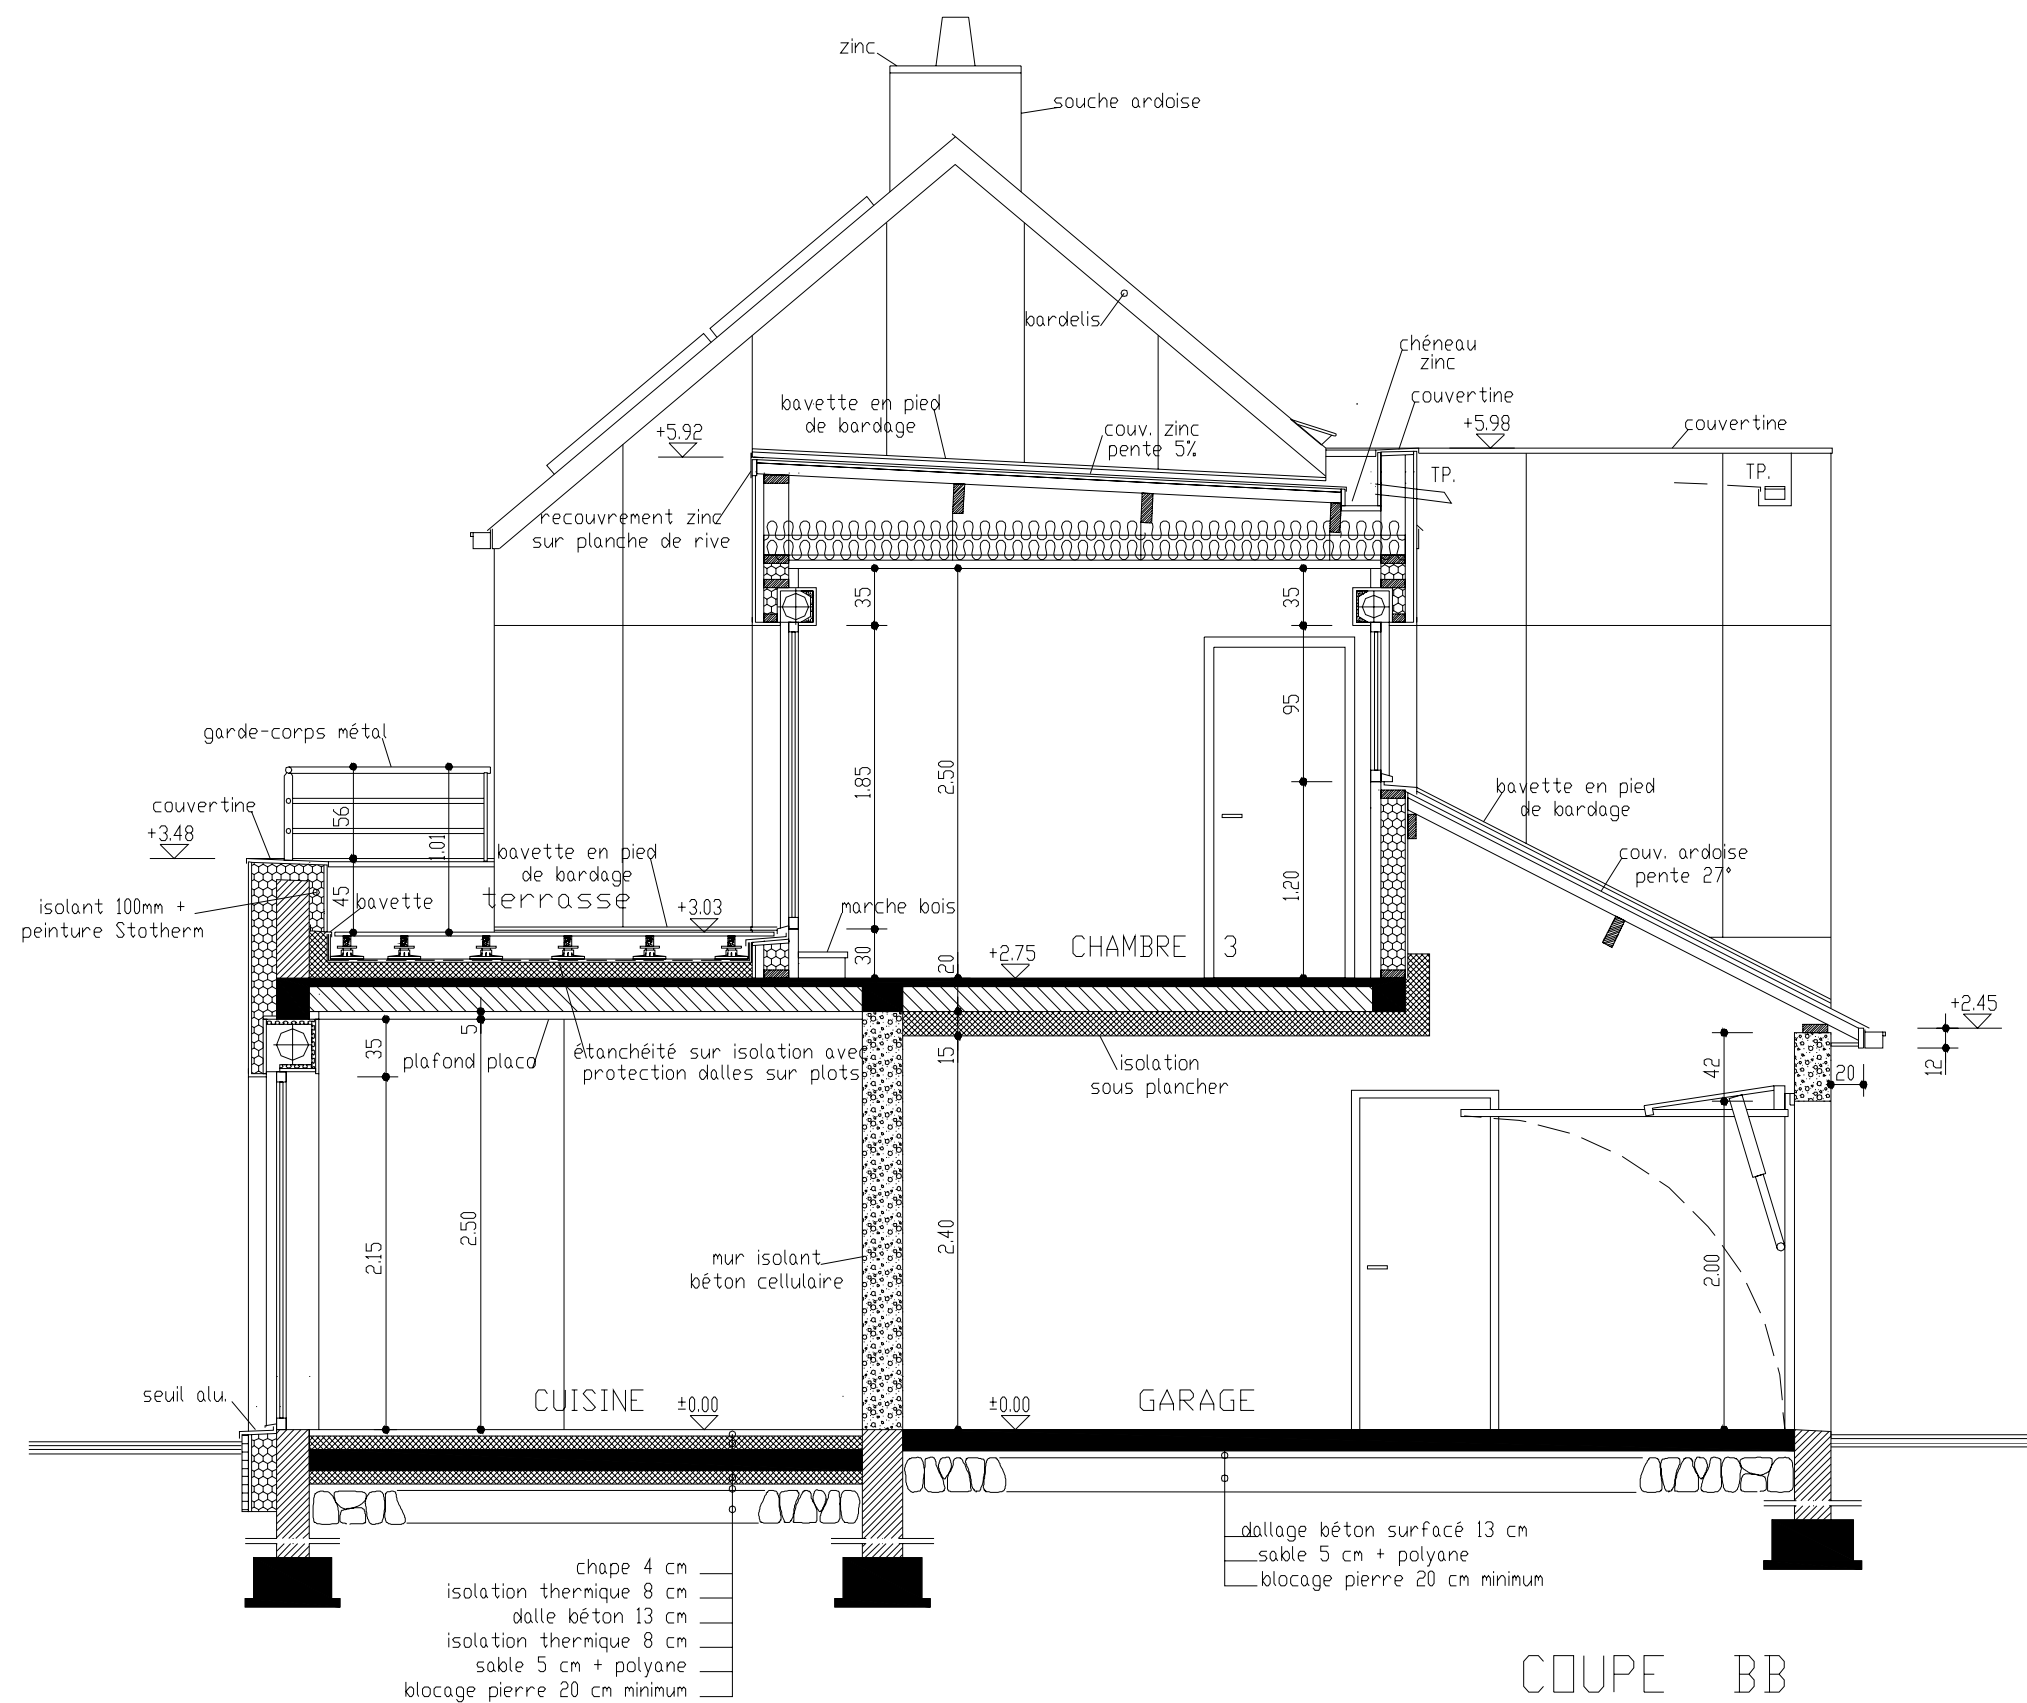 zinc
souche ardoise
bardelis
chéneau
zinc
couvertine
+5.98
couvertine
bavette en pied
de bardage
+5.92
couv. zinc
pente 5%
TP.
TP.
recouvrement zinc
sur planche de rive
35
35
garde-corps métal
95
couvertine
+3.48
56
1.01
1.85
2.50
bavette en pied
de bardage
bavette en pied
de bardage
couv. ardoise
pente 27°
45
bavette
terrasse
+3.03
marche bois
1.20
isolant 100mm +
peinture Stotherm
30
20
+2.75
CHAMBRE 3
+2.45
35
5
plafond placo
étanchéité sur isolation avec
protection dalles sur plots
15
isolation
sous plancher
42
20
12
2.15
2.50
mur isolant
béton cellulaire
2.40
2.00
seuil alu.
CUISINE
±0.00
±0.00
GARAGE
dallage béton surfacé 13 cm
sable 5 cm + polyane
blocage pierre 20 cm minimum
chape 4 cm
isolation thermique 8 cm
dalle béton 13 cm
isolation thermique 8 cm
sable 5 cm + polyane
blocage pierre 20 cm minimum
COUPE BB